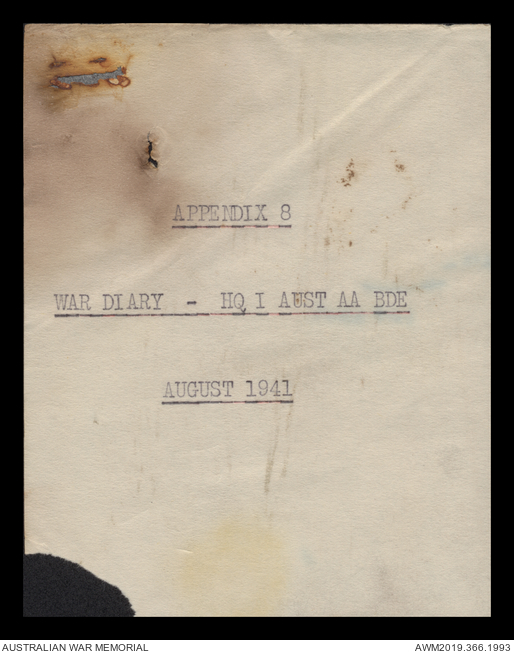 APPENDIX 8
WAR DIARY - HQ I AUST AA BDE
AUGUST 1941
AUSTRALIAN WAR MEMORIAL
AWM2019.366.1993